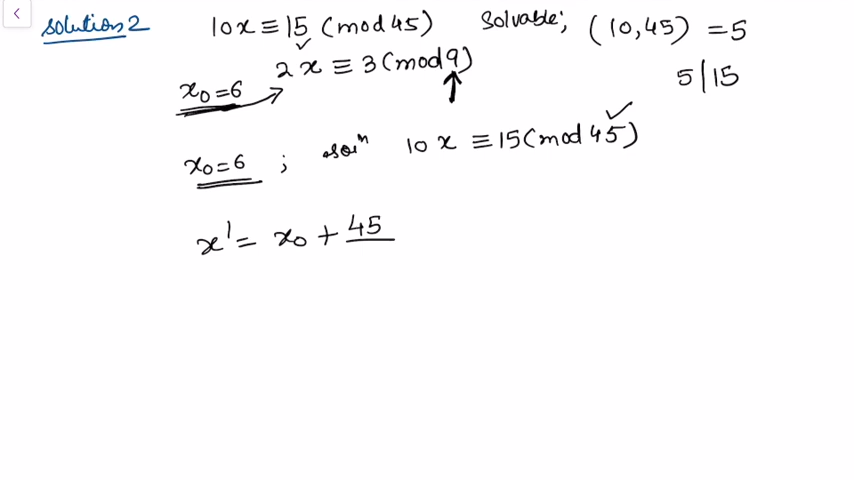 solution 2 10x ≡ 15 (mod 45) Solvable; (10,45) = 5
2x ≡ 3 (mod 9) 5/15
x₀=6
x₀=6 ; solⁿ 10x ≡ 15 (mod 45)
x' = x₀ + 45